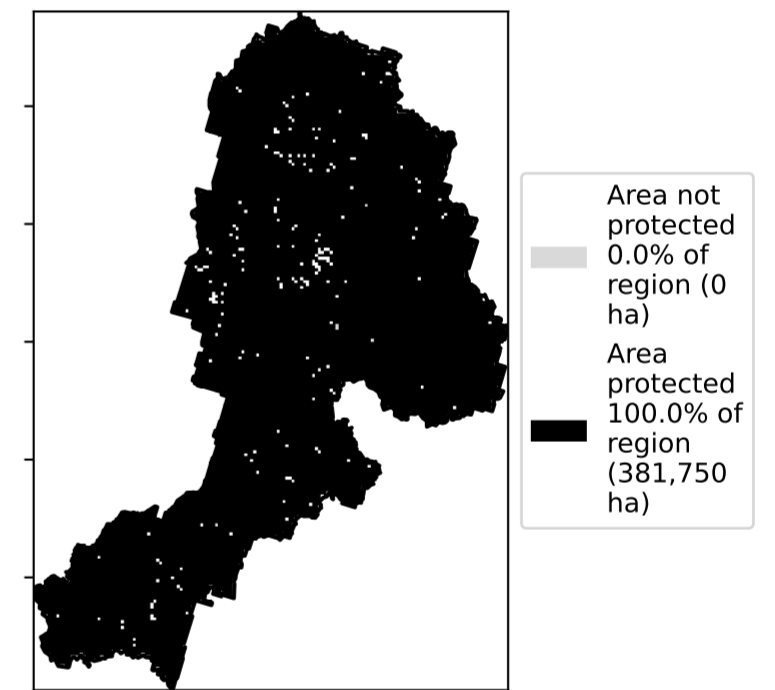 Area not
protected
0.0% of
region (0
ha)
Area
protected
100.0% of
region
(381,750
ha)